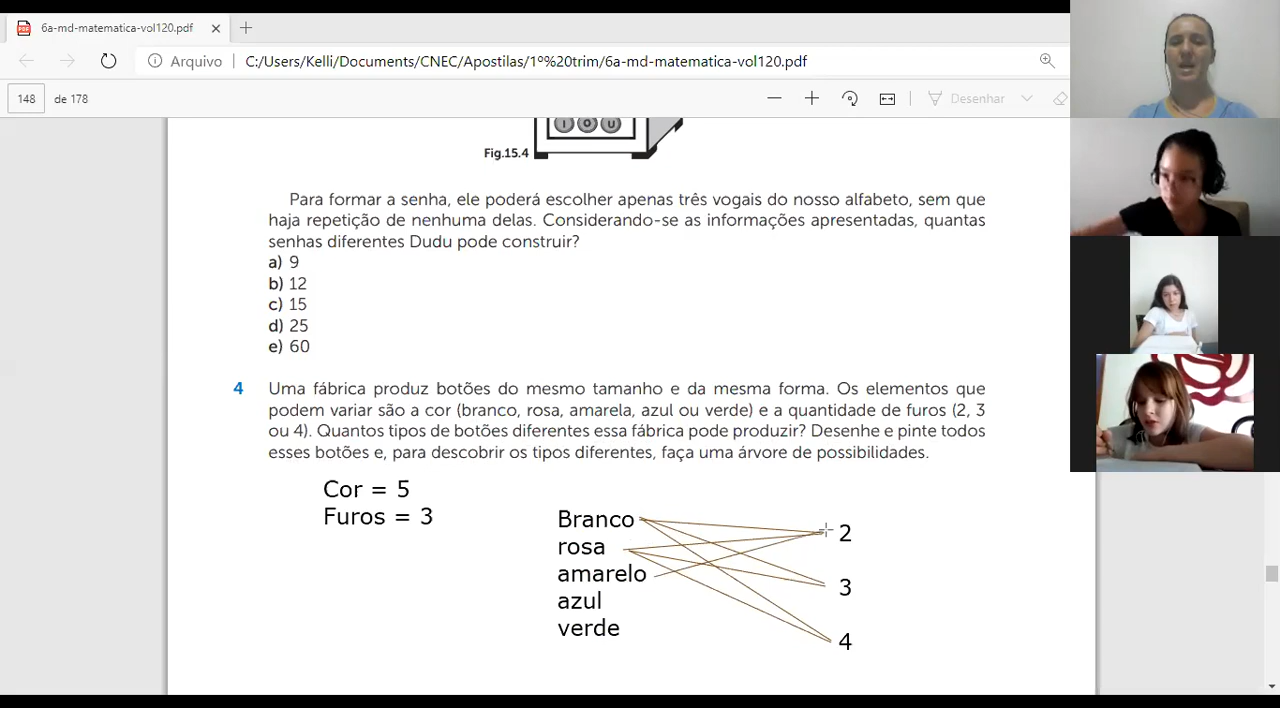 6a-md-matematica-vol120.pdf
Arquivo C:/Users/Kelli/Documents/CNEC/Apostilas/1º%20trim/6a-md-matematica-vol120.pdf
148 de 178 Desenhar
I O U
Fig.15.4
Para formar a senha, ele poderá escolher apenas três vogais do nosso alfabeto, sem que
haja repetição de nenhuma delas. Considerando-se as informações apresentadas, quantas
senhas diferentes Dudu pode construir?
a) 9
b) 12
c) 15
d) 25
e) 60
4 Uma fábrica produz botões do mesmo tamanho e da mesma forma. Os elementos que
podem variar são a cor (branco, rosa, amarela, azul ou verde) e a quantidade de furos (2, 3
ou 4). Quantos tipos de botões diferentes essa fábrica pode produzir? Desenhe e pinte todos
esses botões e, para descobrir os tipos diferentes, faça uma árvore de possibilidades.
Cor = 5
Furos = 3
Branco
rosa
amarelo
azul
verde
2
3
4